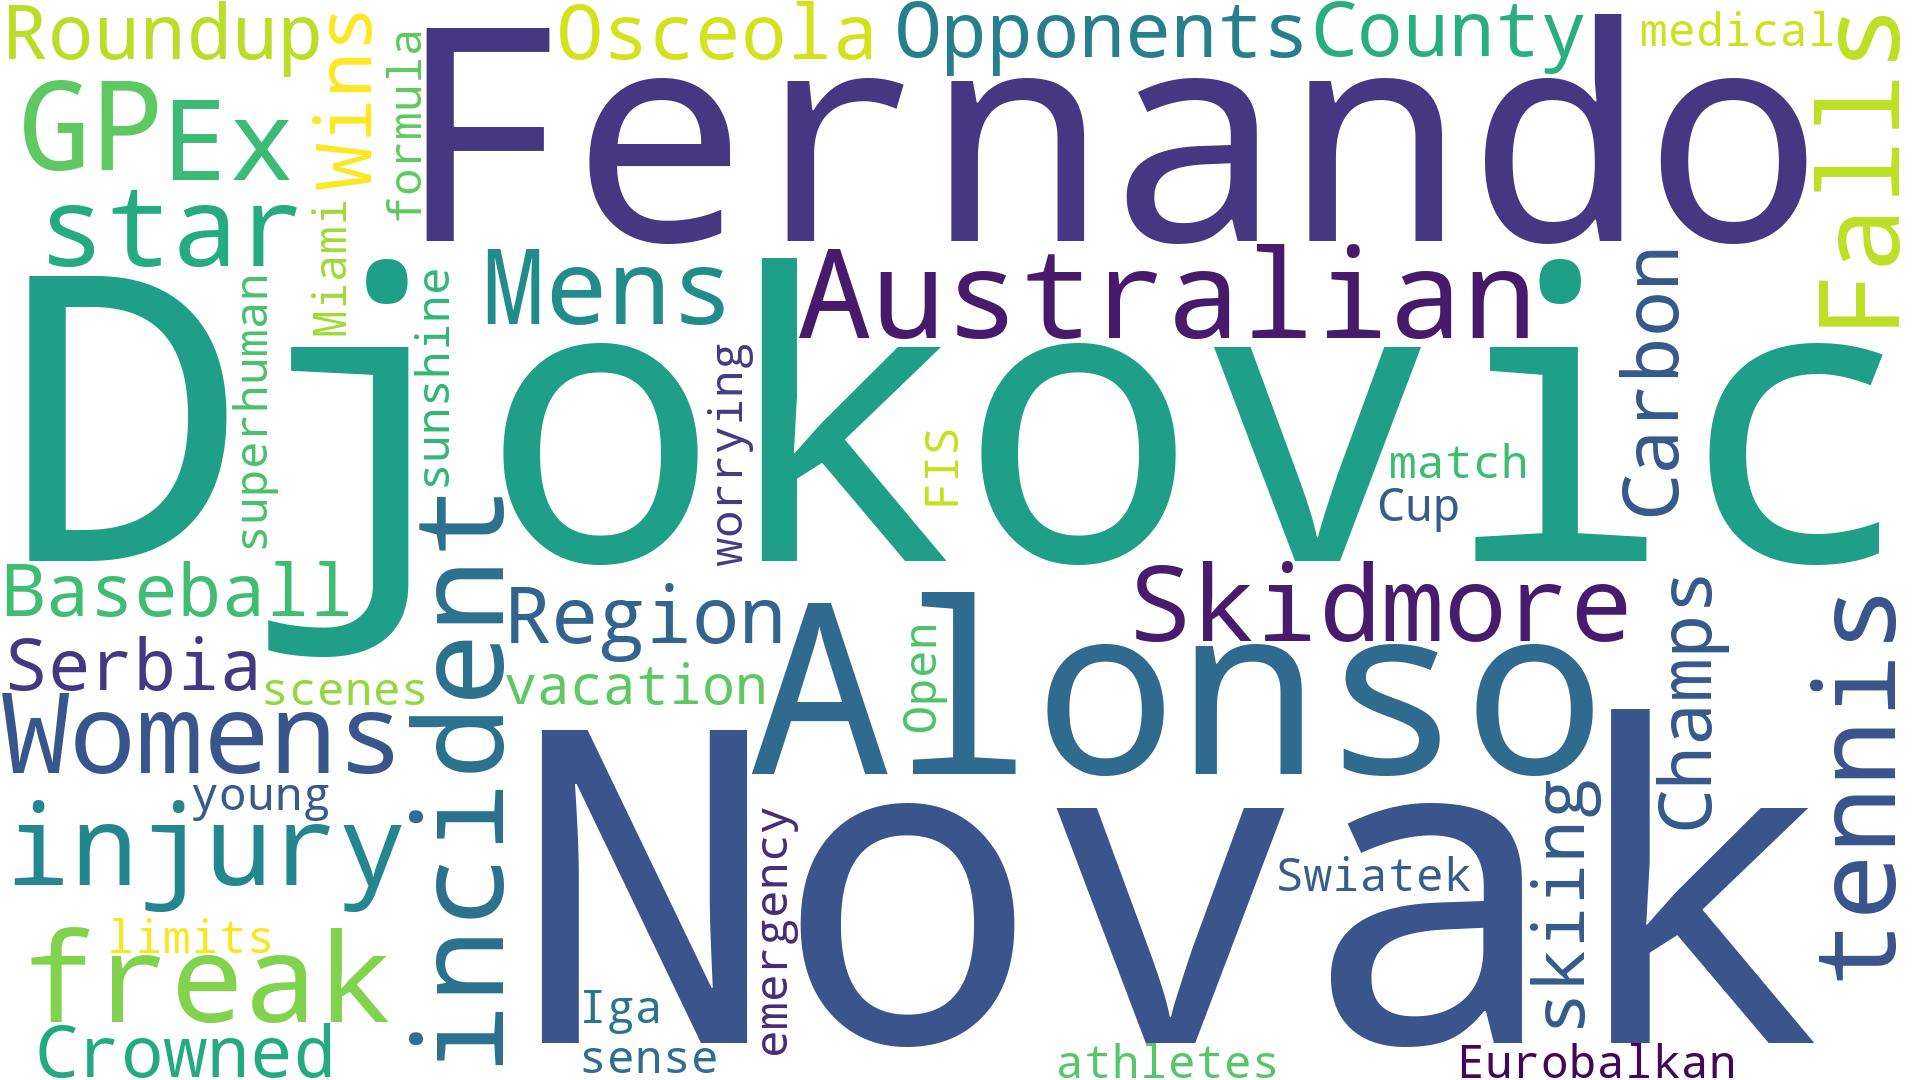 Roundup
Wins
formula
Osceola
Opponents
County
medical
Falls
GP
Ex
Fernando
star
Miami
superhuman
sunshine
Mens
Australian
Carbon
Djokovic
worrying
FIS
match
Cup
Baseball
incident
Region
Skidmore
Champs
tennis
Serbia
scenes
vacation
Alonso
Open
Womens
young
injury
Novak
emergency
Swiatek
skiing
limits
freak
Iga
Crowned
sense
athletes
Eurobalkan